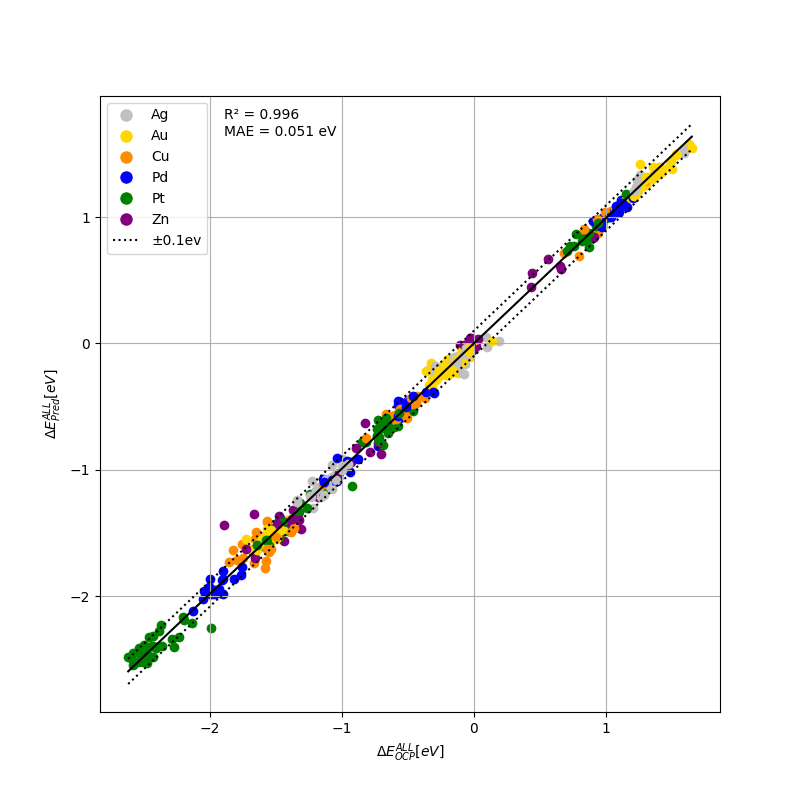 Ag
Au
Cu
Pd
Pt
Zn
±0.1ev
R² = 0.996
MAE = 0.051 eV
1
0
−1
−2
ΔE^{ALL}_{Pred}[eV]
−2 −1 0 1
ΔE^{ALL}_{OCP}[eV]